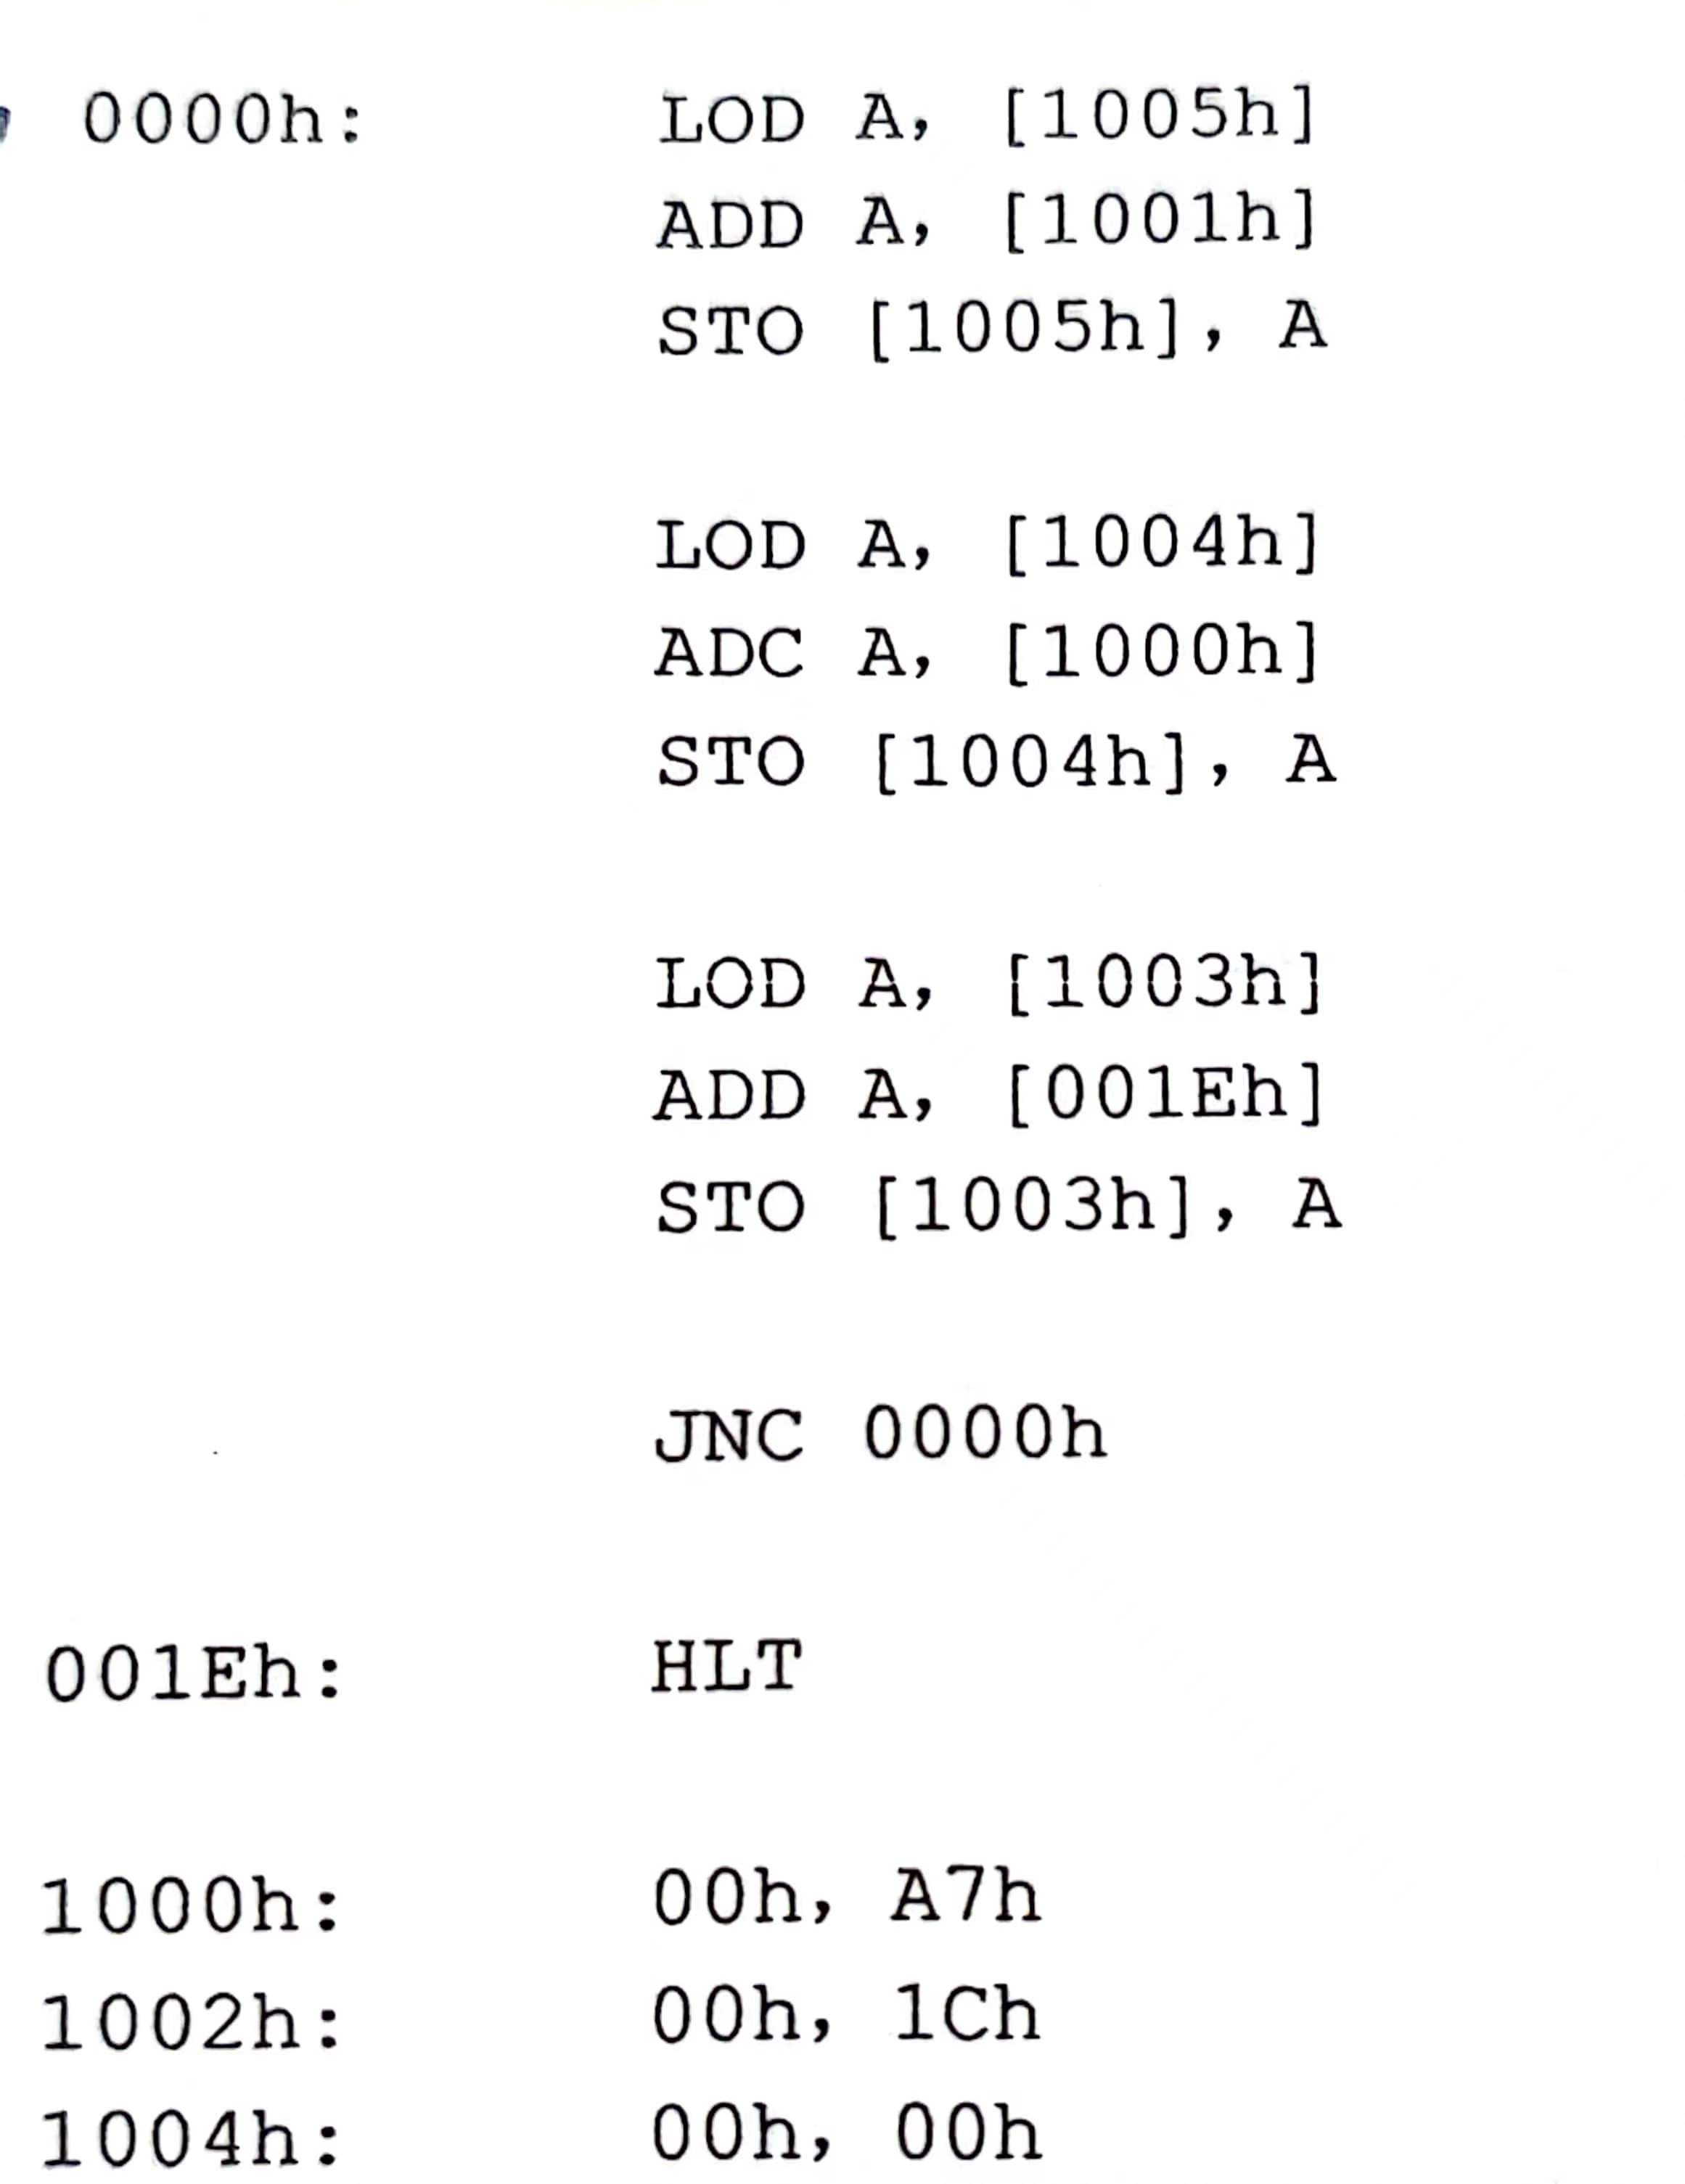 0000h: LOD A, [1005h]
ADD A, [1001h]
STO [1005h], A
LOD A, [1004h]
ADC A, [1000h]
STO [1004h], A
LOD A, [1003h]
ADD A, [001Eh]
STO [1003h], A
JNC 0000h
001Eh: HLT
1000h: 00h, A7h
1002h: 00h, 1Ch
1004h: 00h, 00h